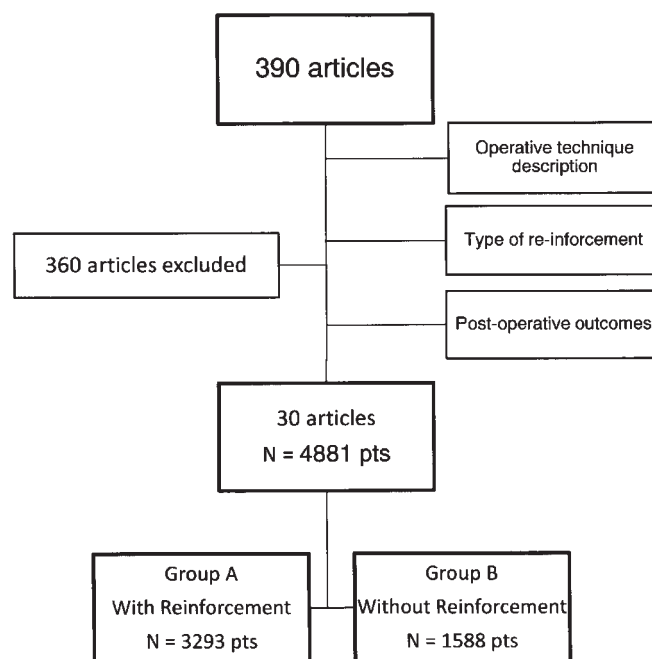 390 articles
Operative technique
description
Type of re-inforcement
360 articles excluded
Post-operative outcomes
30 articles
N = 4881 pts
Group A
With Reinforcement
N = 3293 pts
Group B
Without Reinforcement
N = 1588 pts